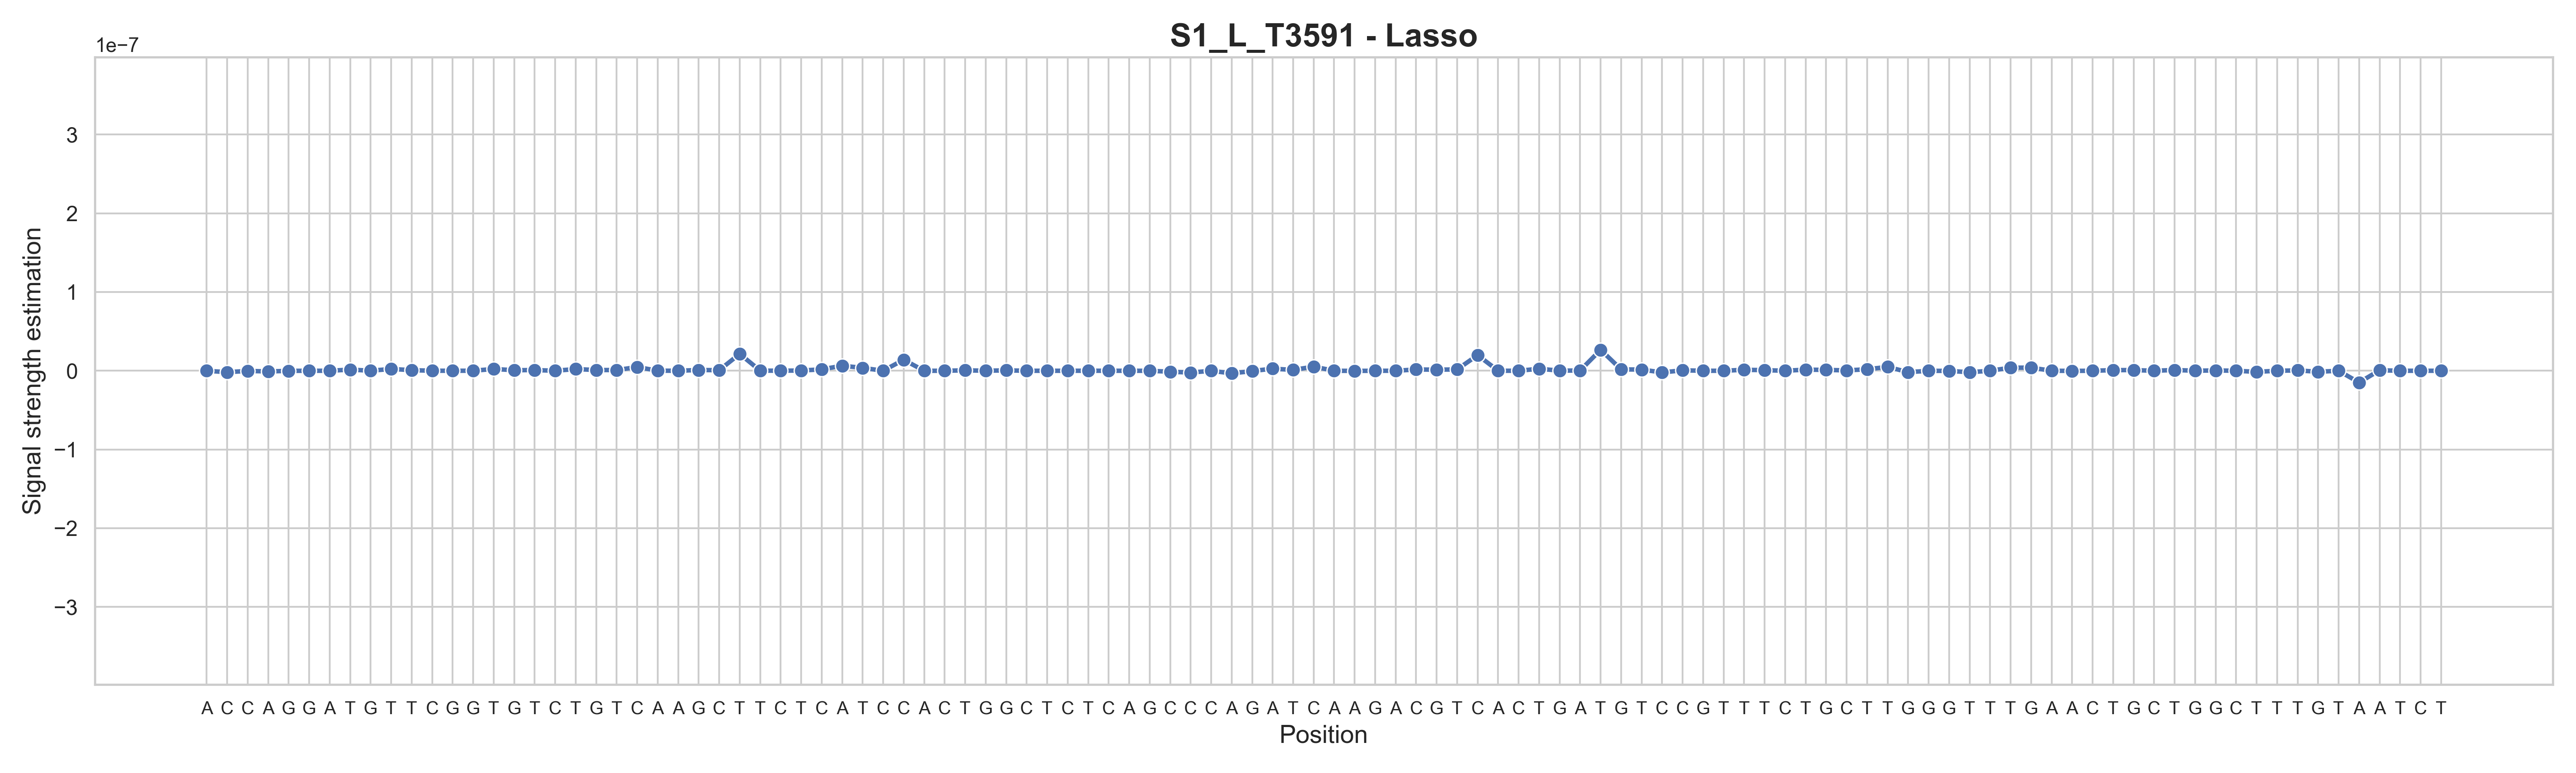 S1_L_T3591 - Lasso
1e−7
3
2
1
0
−1
−2
−3
Signal strength estimation
A C C A G G A T G T T C G G T G T C T G T C A A G C T T C T C A T C C A C T G G C T C T C A G C C C A G A T C A A G A C G T C A C T G A T G T C C G T T T C T G C T T G G G T T T G A A C T G C T G G C T T T G T A A T C T
Position